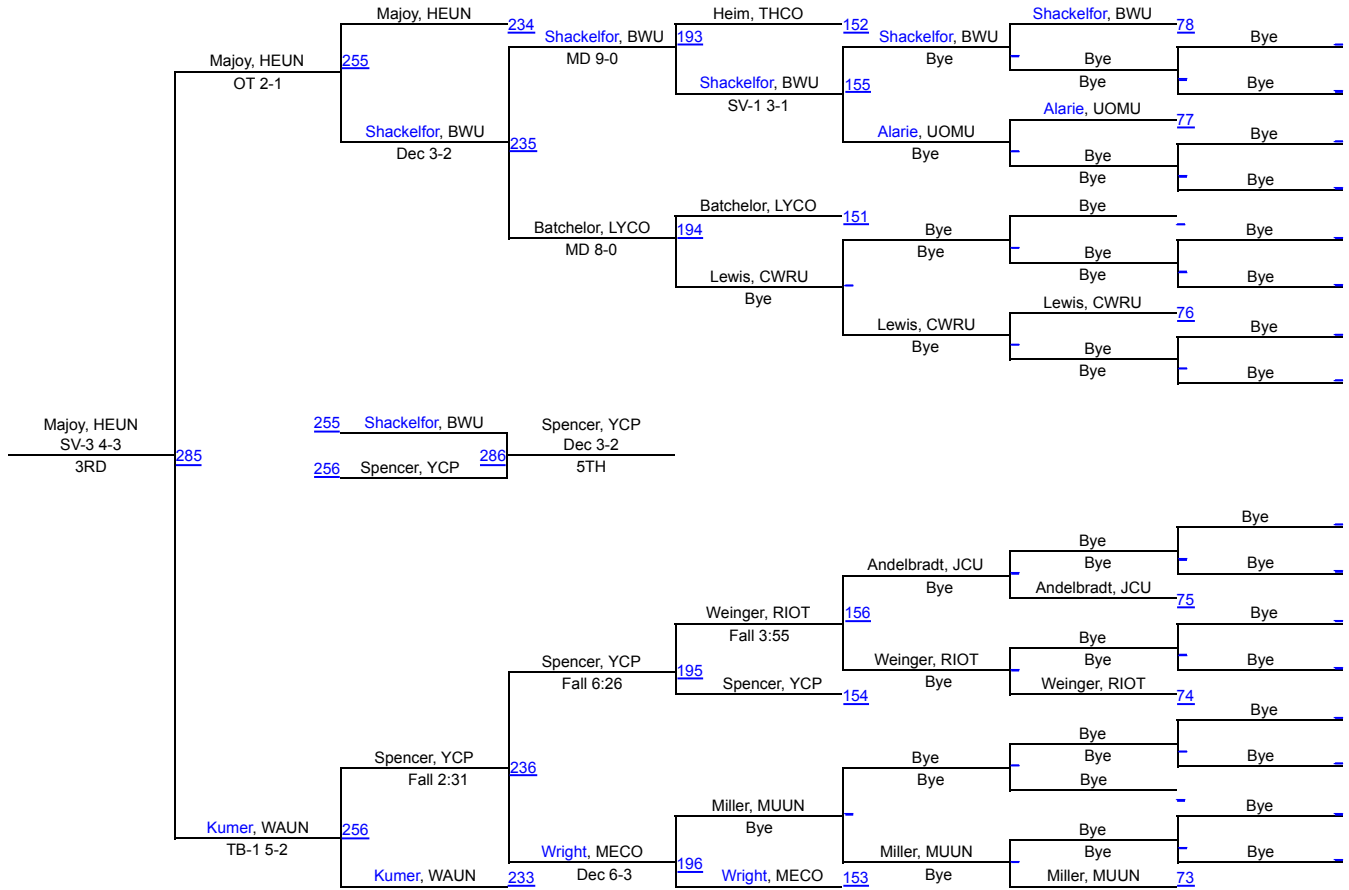 Majoy, HEUN
234
Heim, THCO
152
Shackelfor, BWU
78
Shackelfor, BWU
193
MD 9-0
Shackelfor, BWU
Bye
Bye
Majoy, HEUN
255
OT 2-1
Bye
Bye
Shackelfor, BWU
155
SV-1 3-1
Bye
Alarie, UOMU
77
Shackelfor, BWU
235
Dec 3-2
Alarie, UOMU
Bye
Bye
Bye
Bye
Bye
Batchelor, LYCO
151
Bye
Batchelor, LYCO
194
MD 8-0
Bye
Bye
Bye
Bye
Bye
Lewis, CWRU
Bye
Bye
Lewis, CWRU
76
Lewis, CWRU
Bye
Bye
Bye
Bye
Bye
Majoy, HEUN
SV-3 4-3
3RD
285
255
Shackelfor, BWU
256
Spencer, YCP
286
Spencer, YCP
Dec 3-2
5TH
Bye
Bye
Bye
Bye
Andelbradt, JCU
Bye
Andelbradt, JCU
75
Weinger, RIOT
156
Fall 3:55
Bye
Bye
Bye
Spencer, YCP
195
Fall 6:26
Weinger, RIOT
Bye
Bye
Spencer, YCP
154
Weinger, RIOT
74
Bye
Bye
Bye
Bye
Spencer, YCP
236
Fall 2:31
Bye
Bye
Bye
Miller, MUUN
Bye
Bye
Kumer, WAUN
256
TB-1 5-2
Bye
Bye
Bye
Wright, MECO
196
Dec 6-3
Miller, MUUN
Bye
Kumer, WAUN
233
Wright, MECO
153
Miller, MUUN
73